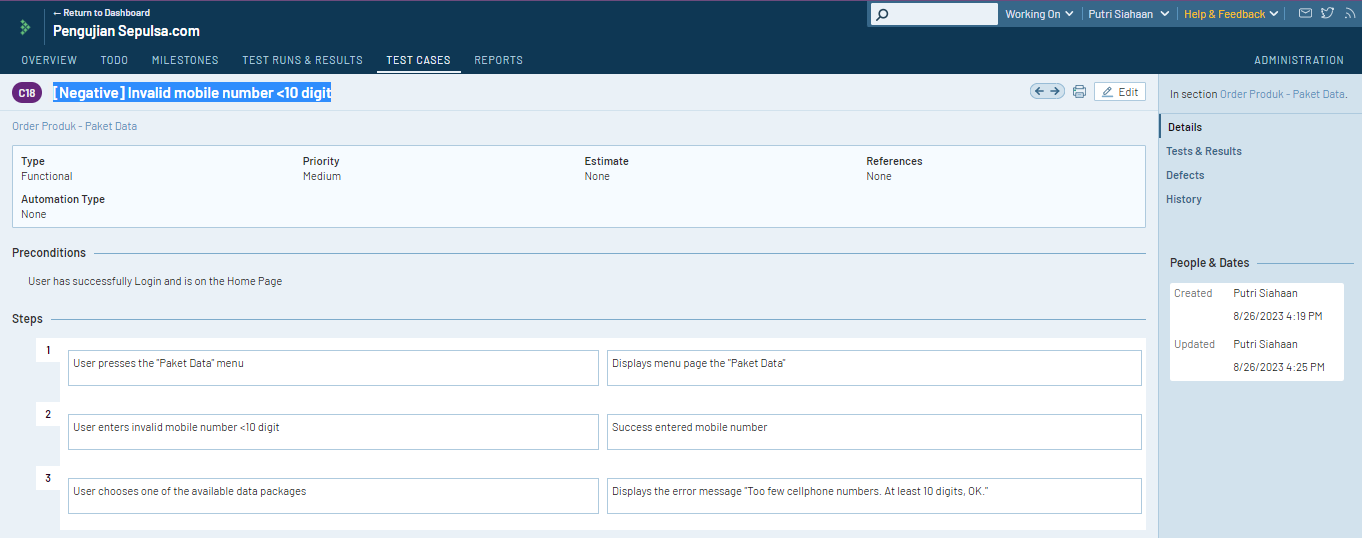 ← Return to Dashboard
Pengujian Sepulsa.com
Working On
Putri Siahaan
Help & Feedback
OVERVIEW
TODO
MILESTONES
TEST RUNS & RESULTS
TEST CASES
REPORTS
ADMINISTRATION
C18
[Negative] Invalid mobile number <10 digit
Edit
Order Produk - Paket Data
Type
Functional
Priority
Medium
Estimate
None
References
None
Automation Type
None
Preconditions
User has successfully Login and is on the Home Page
Steps
1
User presses the "Paket Data" menu
Displays menu page the "Paket Data"
2
User enters invalid mobile number <10 digit
Success entered mobile number
3
User chooses one of the available data packages
Displays the error message "Too few cellphone numbers. At least 10 digits, OK."
In section Order Produk - Paket Data.
Details
Tests & Results
Defects
History
People & Dates
Created
Putri Siahaan
8/26/2023 4:19 PM
Updated
Putri Siahaan
8/26/2023 4:25 PM